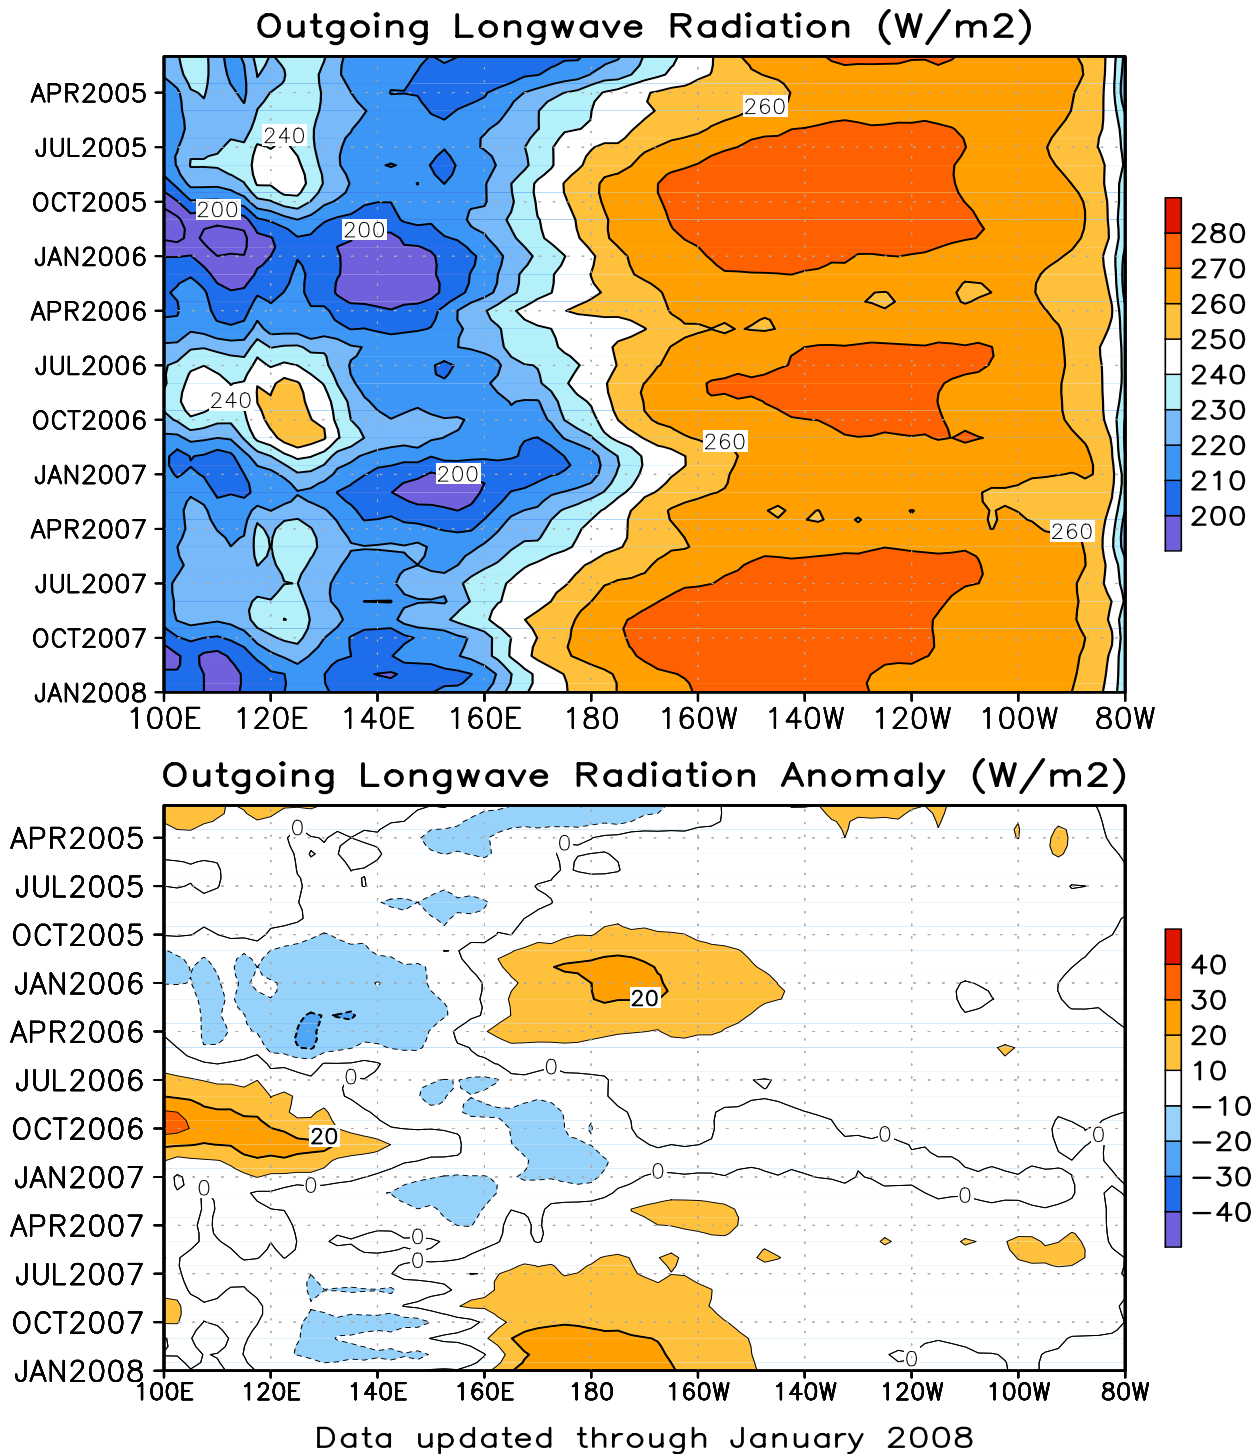 Outgoing Longwave Radiation (W/m2)
APR2005
JUL2005
OCT2005
JAN2006
APR2006
JUL2006
OCT2006
JAN2007
APR2007
JUL2007
OCT2007
JAN2008
260
240
200
200
240
260
200
260
100E 120E 140E 160E 180 160W 140W 120W 100W 80W
280
270
260
250
240
230
220
210
200
Outgoing Longwave Radiation Anomaly (W/m2)
APR2005
JUL2005
OCT2005
JAN2006
APR2006
JUL2006
OCT2006
JAN2007
APR2007
JUL2007
OCT2007
JAN2008
0
0
20
0
0
20
0
0
0
0
0
0
0
0
0
0
100E 120E 140E 160E 180 160W 140W 120W 100W 80W
40
30
20
10
-10
-20
-30
-40
Data updated through January 2008